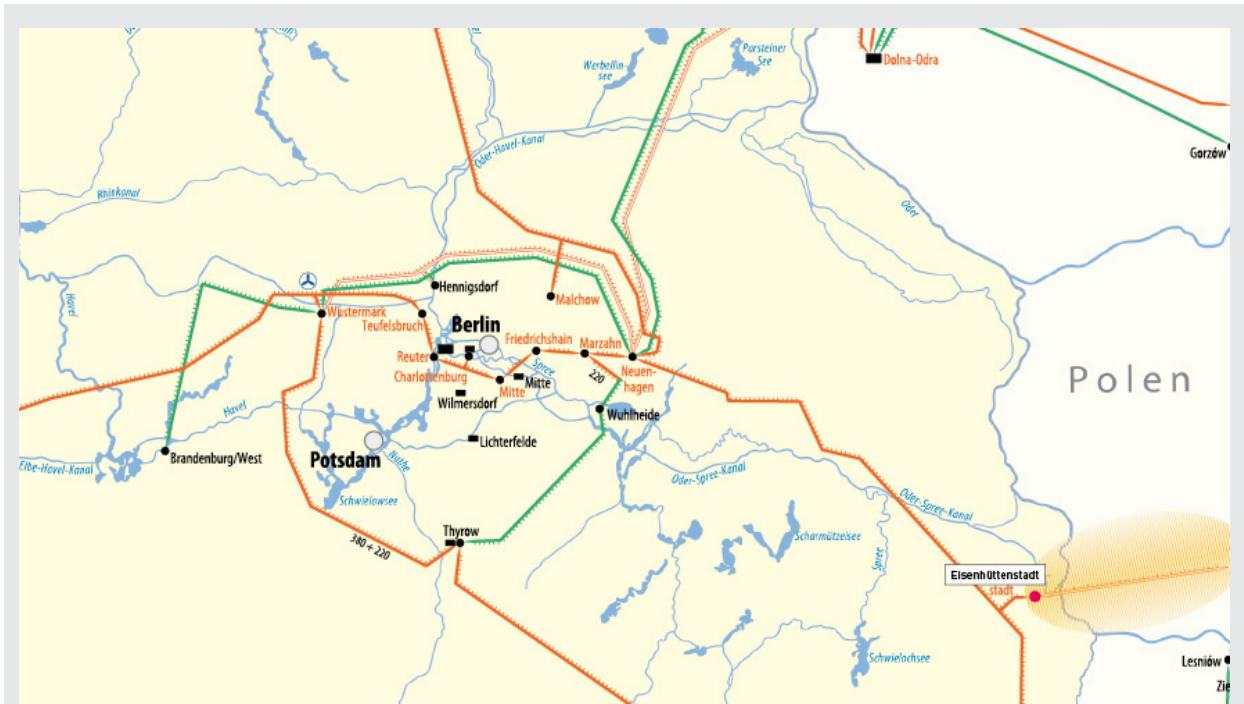 Werbellin-
see
Parsteiner
See
Dolna-Odra
Gorzów
Oder-Havel-Kanal
Rhinkanal
Oder
Havel
Hennigsdorf
Malchow
Wustermark
Teufelsbruch
Berlin
Friedrichshain
Marzahn
Reuter
Charlottenburg
Spree
Neuen-
hagen
220
Mitte
Mitte
Polen
Wilmersdorf
Wuhlheide
Havel
Lichterfelde
Brandenburg/West
Potsdam
Nuthe
Elbe-Havel-Kanal
Oder-Spree-Kanal
Oder-Spree-Kanal
Schwielowsee
Thyrow
380 + 220
Scharmützelsee
Spree
Eisenhüttenstadt
stadt
Schwielochsee
Lesniów
Zie